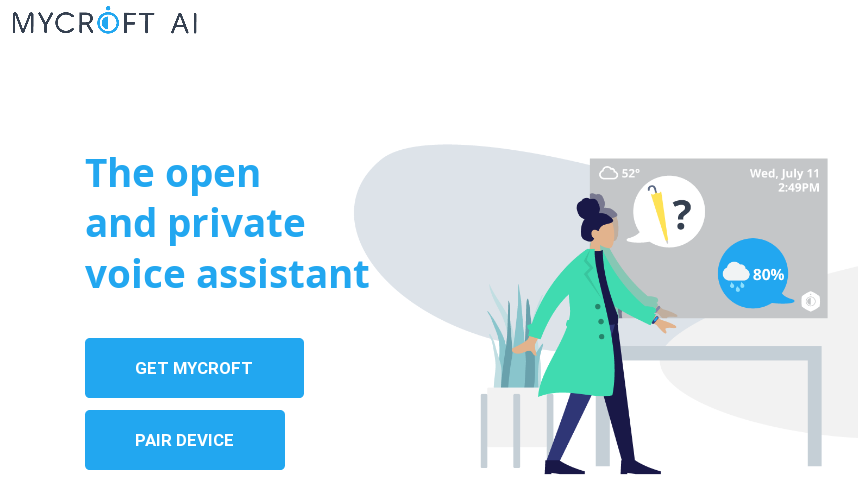 MYCROFT AI
The open
and private
voice assistant
GET MYCROFT
PAIR DEVICE
52°
Wed, July 11
2:49PM
?
80%